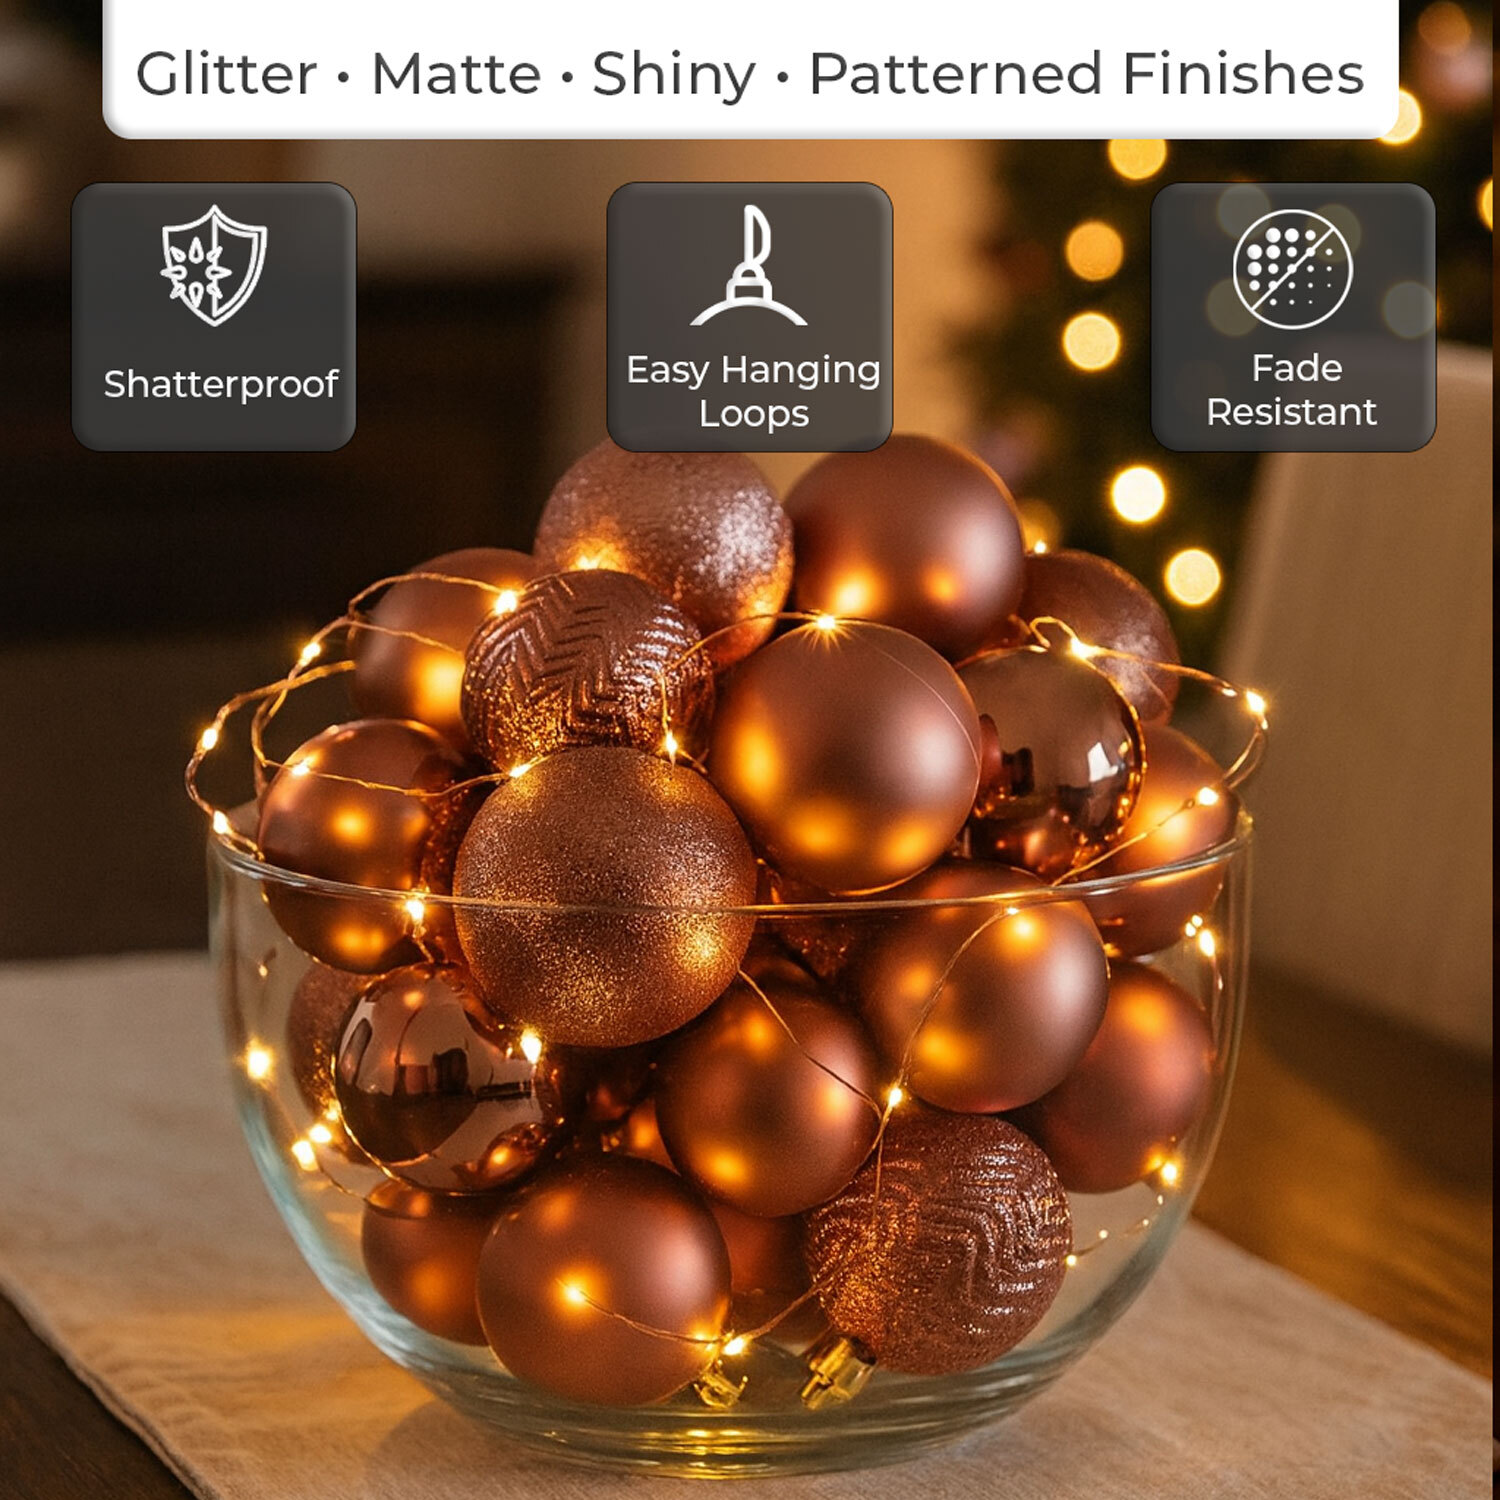 Glitter • Matte • Shiny • Patterned Finishes
Shatterproof
Easy Hanging
Loops
Fade
Resistant